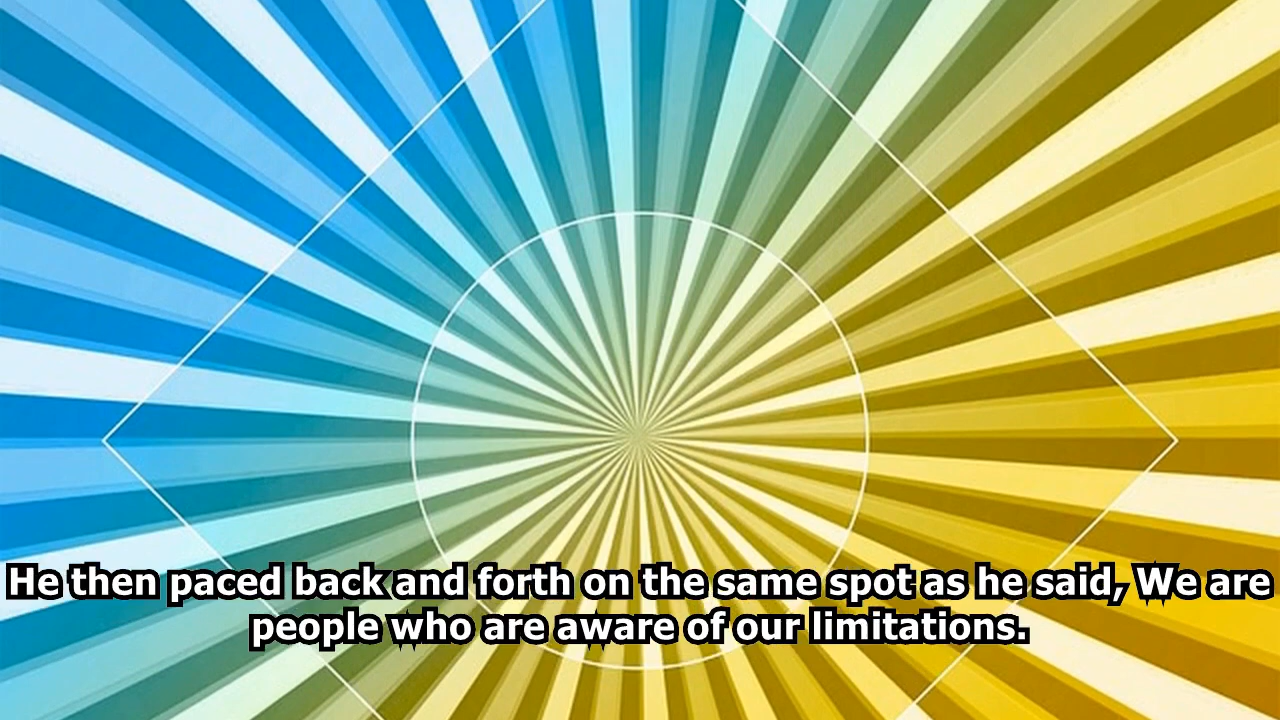 He then paced back and forth on the same spot as he said, We are
people who are aware of our limitations.